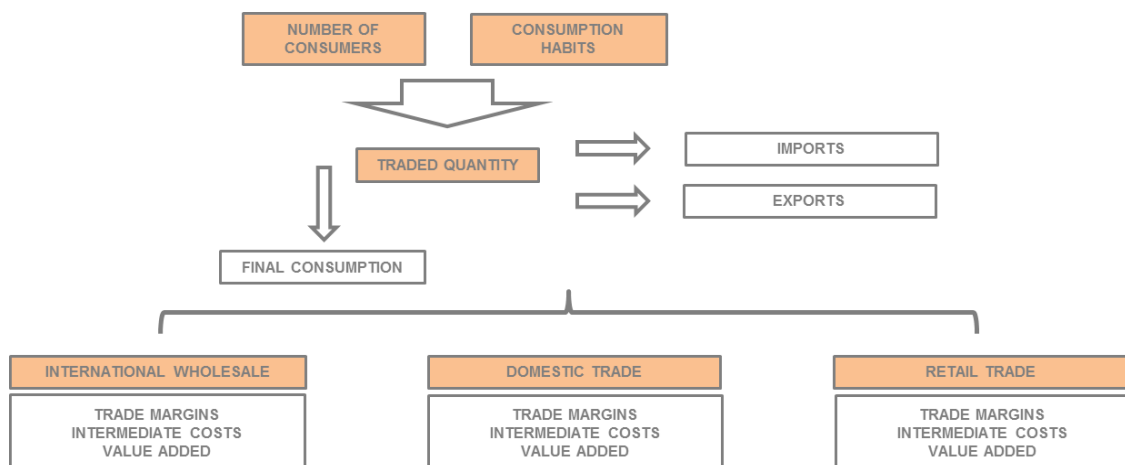 NUMBER OF
CONSUMERS
CONSUMPTION
HABITS
TRADED QUANTITY
IMPORTS
EXPORTS
FINAL CONSUMPTION
INTERNATIONAL WHOLESALE
TRADE MARGINS
INTERMEDIATE COSTS
VALUE ADDED
DOMESTIC TRADE
TRADE MARGINS
INTERMEDIATE COSTS
VALUE ADDED
RETAIL TRADE
TRADE MARGINS
INTERMEDIATE COSTS
VALUE ADDED